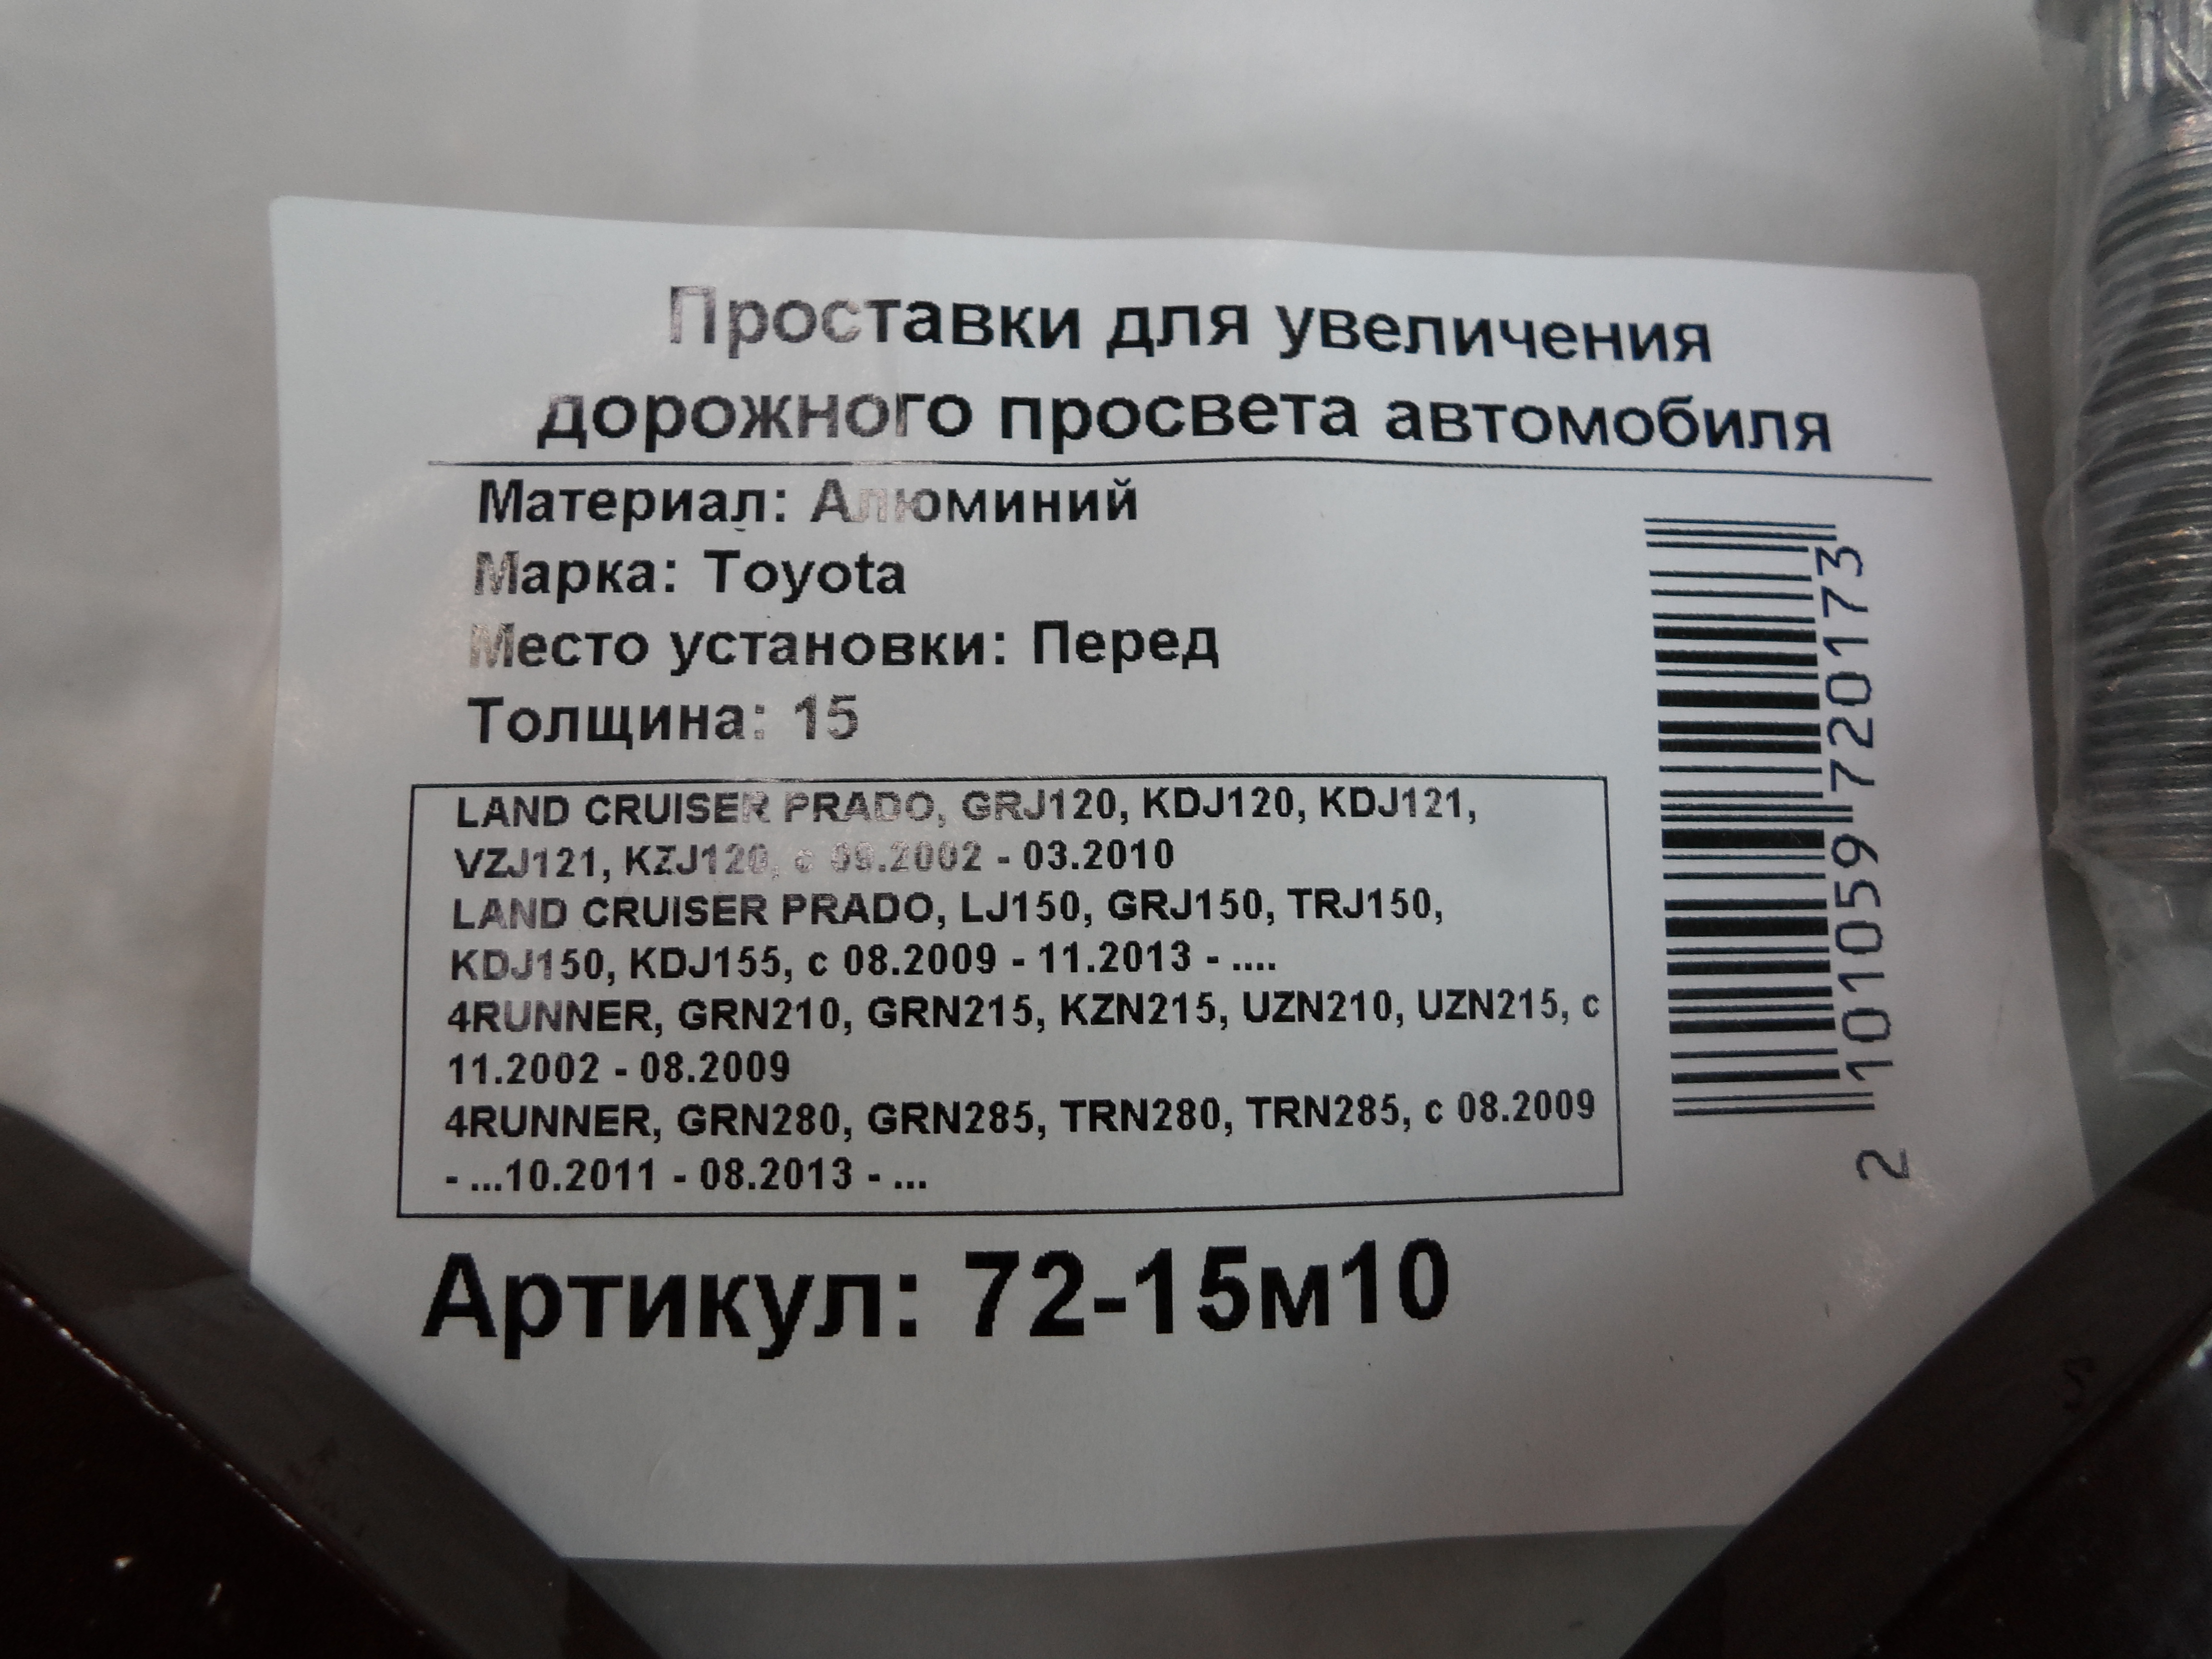 Проставки для увеличения
дорожного просвета автомобиля
Материал: Алюминий
Марка: Toyota
Место установки: Перед
Толщина: 15
LAND CRUISER PRADO, GRJ120, KDJ120, KDJ121,
VZJ121, KZJ120, с 09.2002 - 03.2010
LAND CRUISER PRADO, LJ150, GRJ150, TRJ150,
KDJ150, KDJ155, с 08.2009 - 11.2013 - ....
4RUNNER, GRN210, GRN215, KZN215, UZN210, UZN215, с
11.2002 - 08.2009
4RUNNER, GRN280, GRN285, TRN280, TRN285, с 08.2009
- ...10.2011 - 08.2013 - ...
Артикул: 72-15м10
2 101059 720173